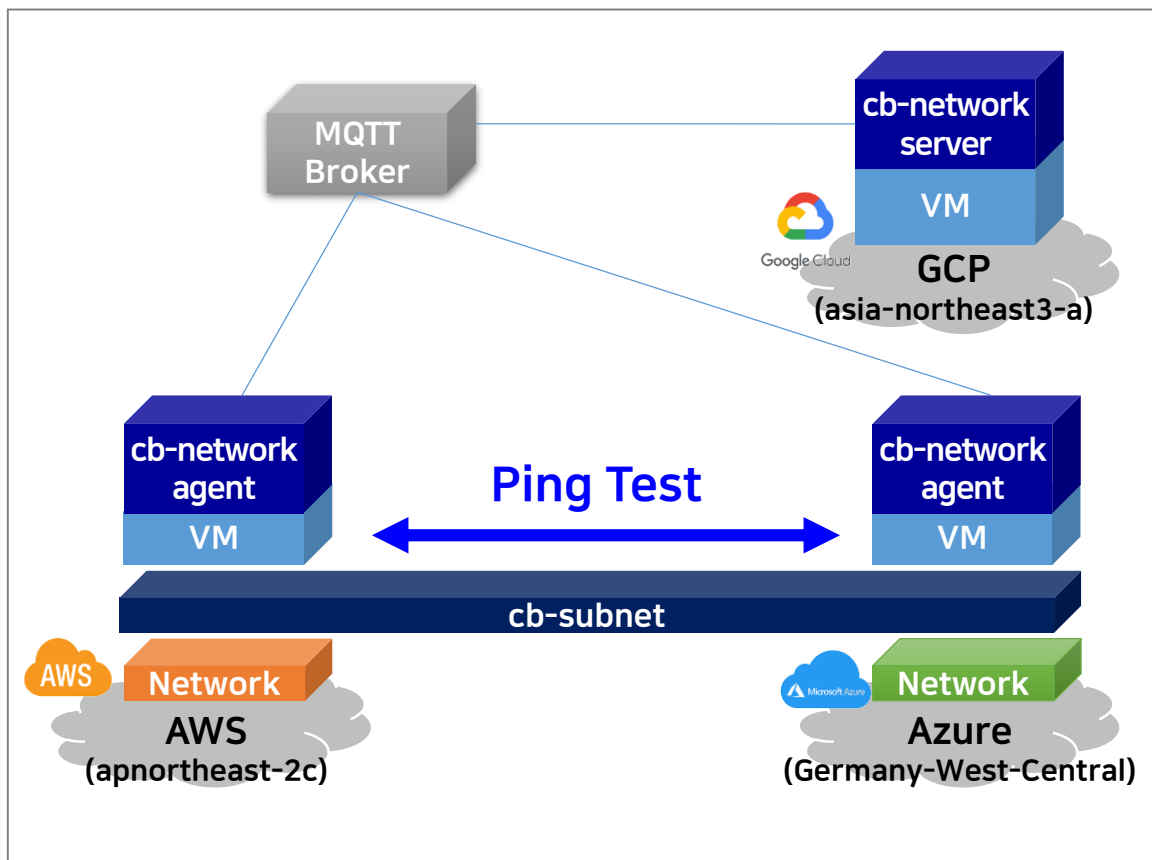 MQTT
Broker
cb-network
server
VM
Google Cloud
GCP
(asia-northeast3-a)
cb-network
agent
VM
Ping Test
cb-network
agent
VM
cb-subnet
AWS
Network
AWS
(apnortheast-2c)
Microsoft Azure
Network
Azure
(Germany-West-Central)